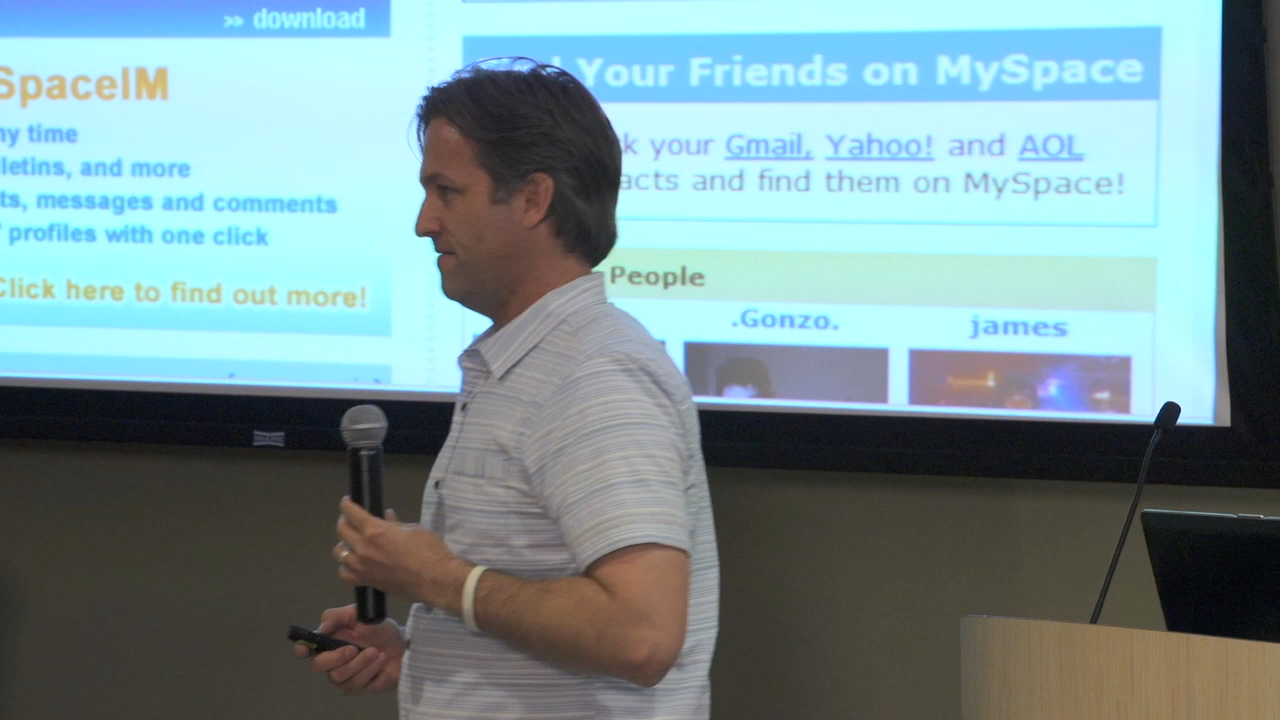 >> download
SpaceIM
ny time
letins, and more
ts, messages and comments
profiles with one click
Click here to find out more!
Your Friends on MySpace
k your Gmail, Yahoo! and AOL
acts and find them on MySpace!
People
.Gonzo.
james